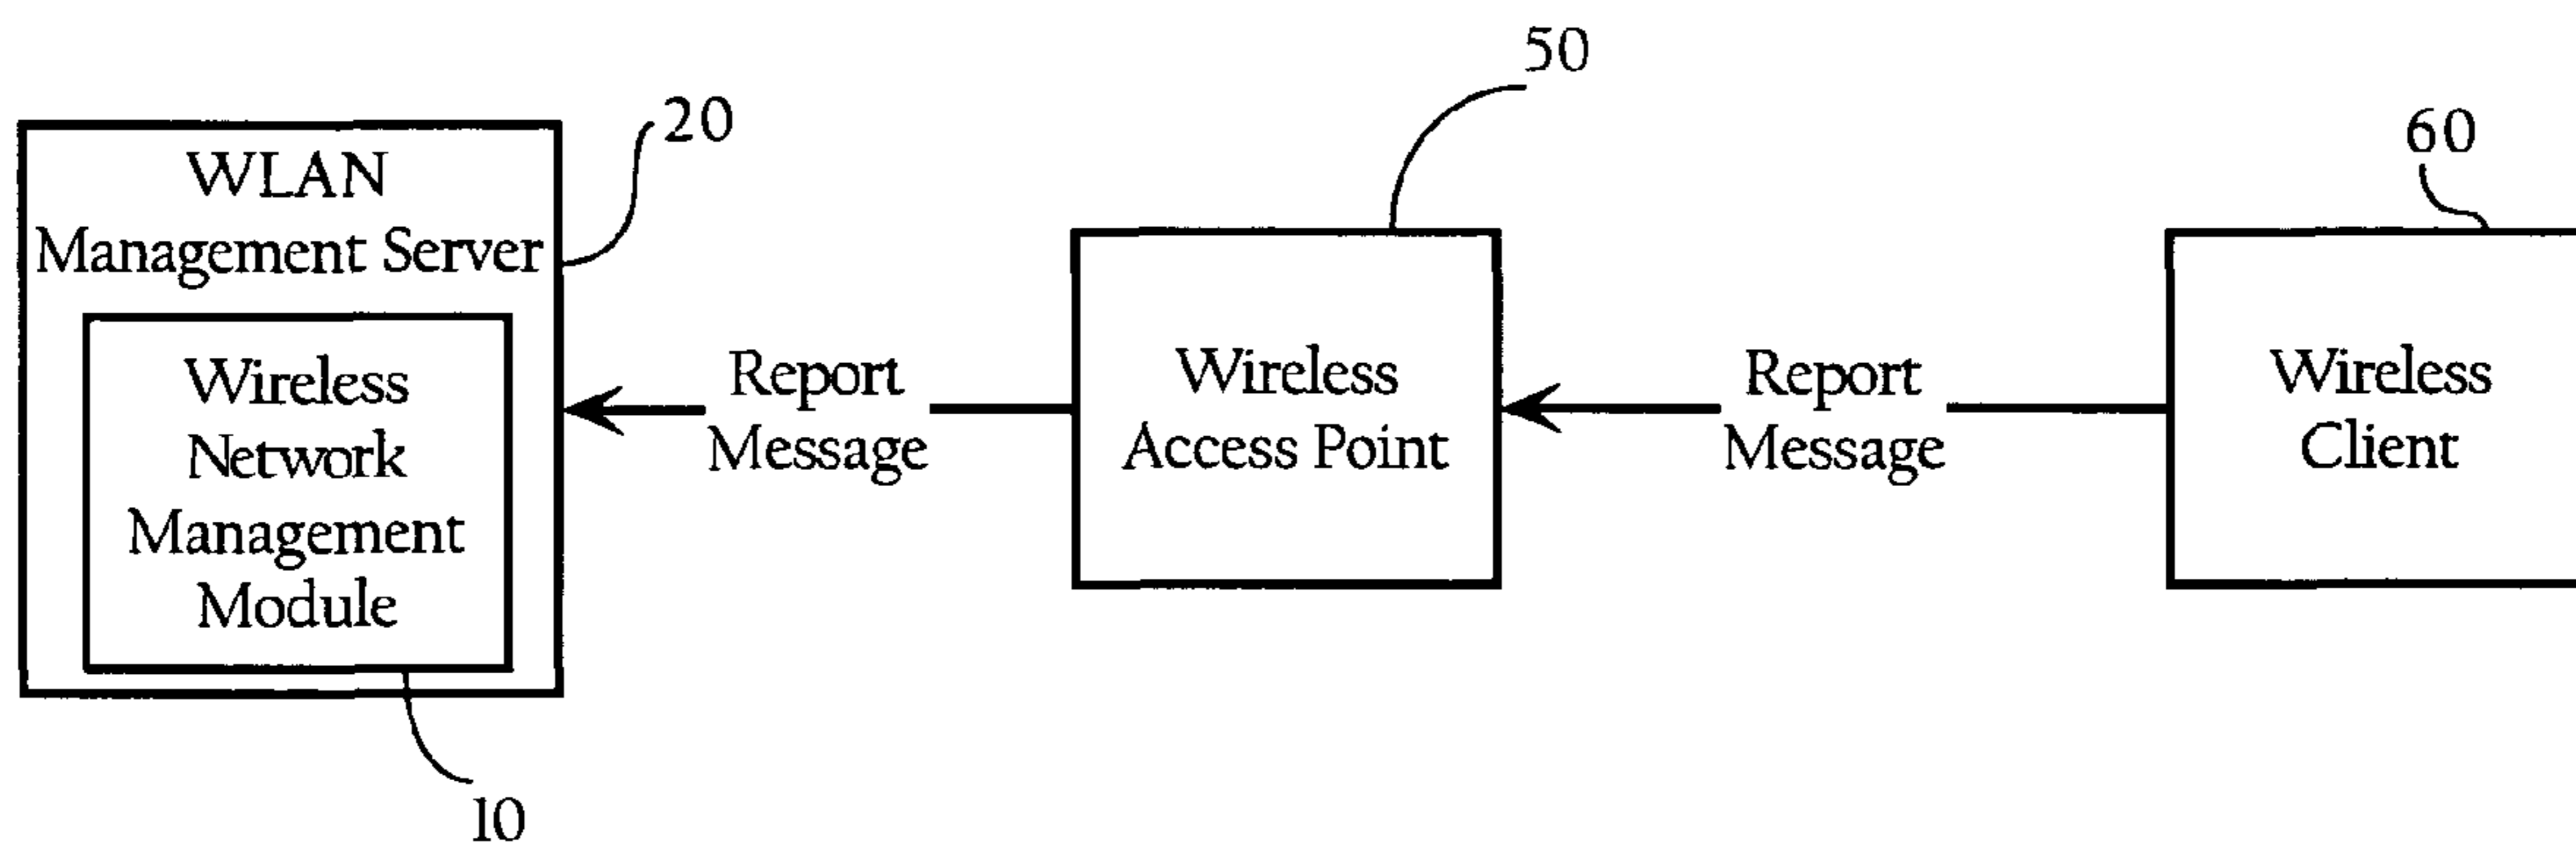 50
20
60
WLAN
Management Server
Wireless
Network
Management
Module
Report
Message
Wireless
Access Point
Report
Message
Wireless
Client
10